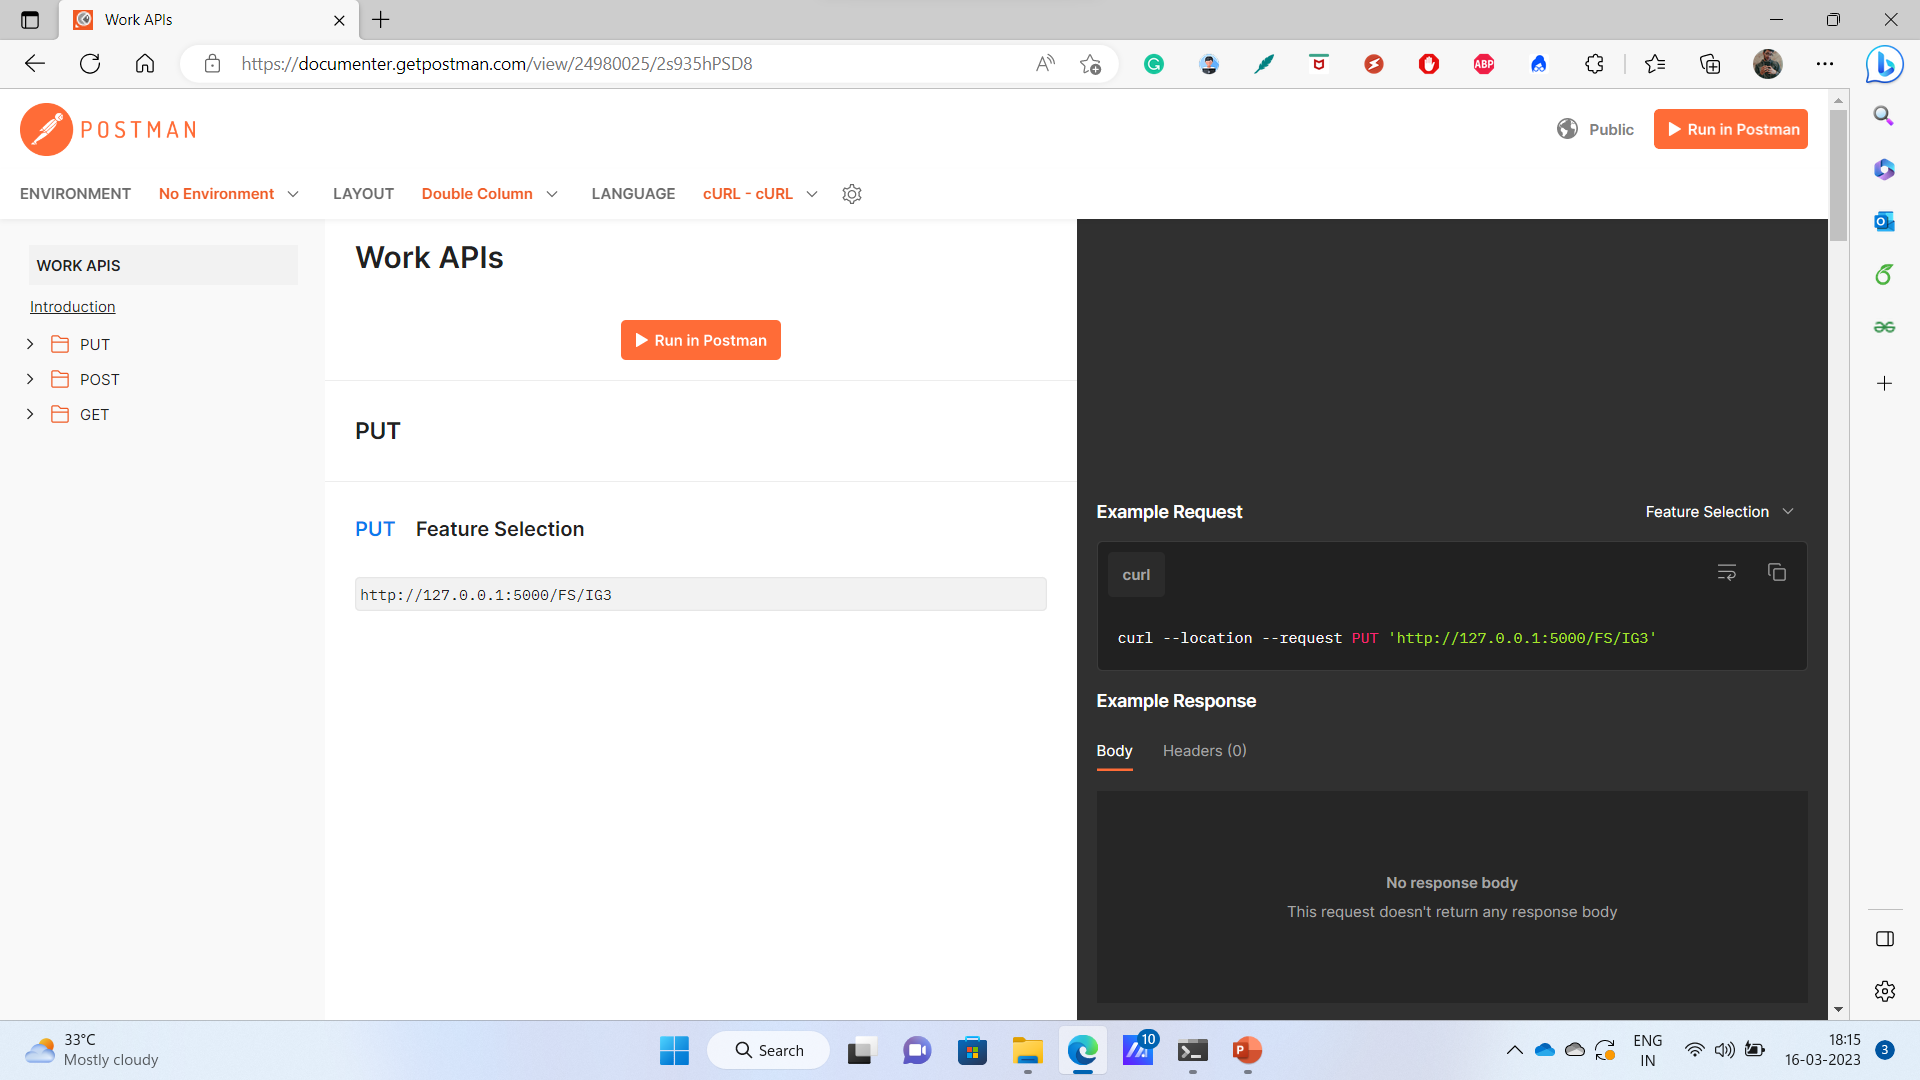 Work APIs
https://documenter.getpostman.com/view/24980025/2s935hPSD8
ABP
POSTMAN
Public
Run in Postman
ENVIRONMENT No Environment LAYOUT Double Column LANGUAGE cURL - cURL
WORK APIS
Introduction
PUT
POST
GET
Work APIs
Run in Postman
PUT
PUT Feature Selection
http://127.0.0.1:5000/FS/IG3
Example Request
Feature Selection
curl
curl --location --request PUT 'http://127.0.0.1:5000/FS/IG3'
Example Response
Body Headers (0)
No response body
This request doesn't return any response body
33°C
Mostly cloudy
Search
10
ENG
IN
18:15
16-03-2023
3